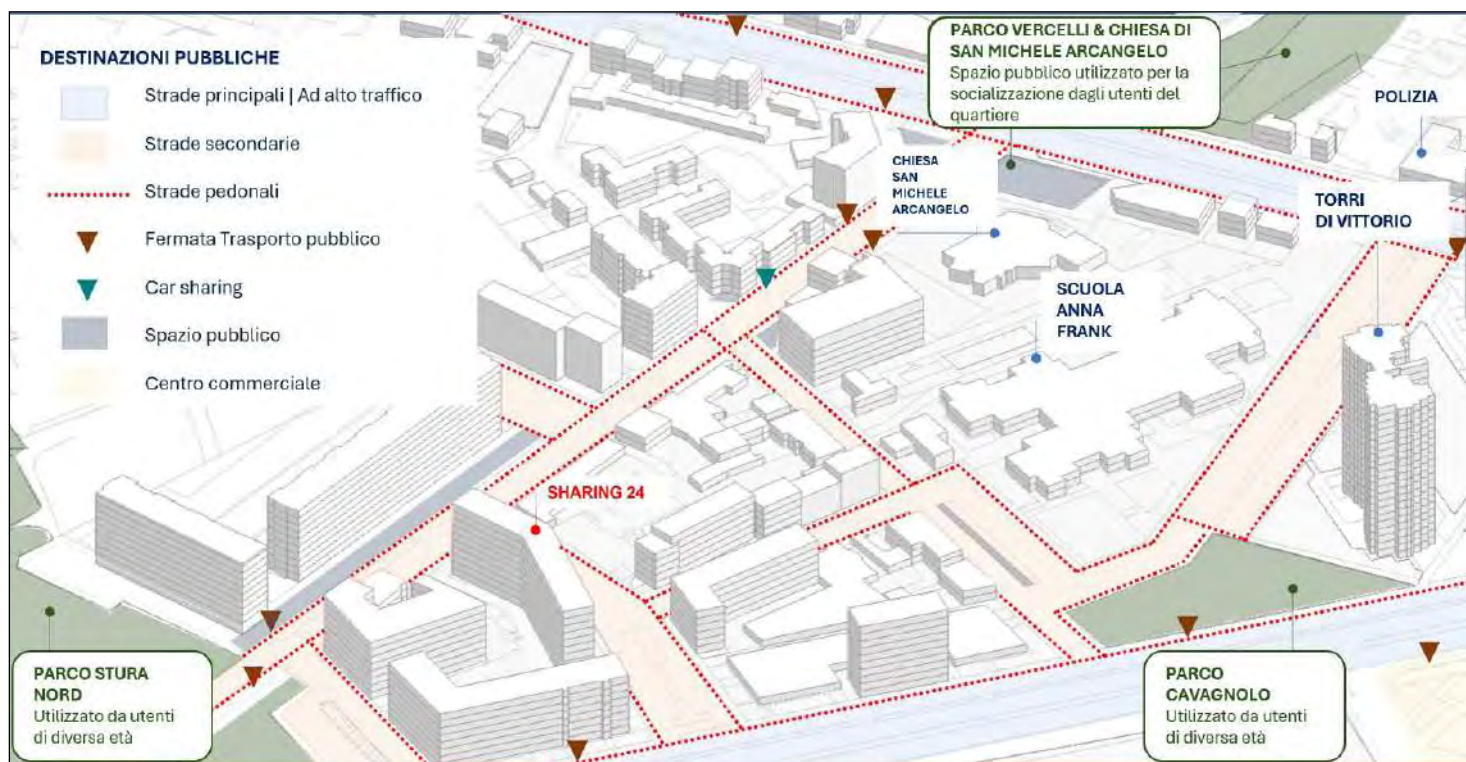 DESTINAZIONI PUBBLICHE
Strade principali | Ad alto traffico
Strade secondarie
Strade pedonali
Fermata Trasporto pubblico
Car sharing
Spazio pubblico
Centro commerciale
PARCO VERCELLI & CHIESA DI
SAN MICHELE ARCANGELO
Spazio pubblico utilizzato per la
socializzazione dagli utenti del
quartiere
POLIZIA
CHIESA
SAN
MICHELE
ARCANGELO
TORRI
DI VITTORIO
SCUOLA
ANNA
FRANK
SHARING 24
PARCO STURA
NORD
Utilizzato da utenti
di diversa età
PARCO
CAVAGNOLO
Utilizzato da utenti
di diversa età